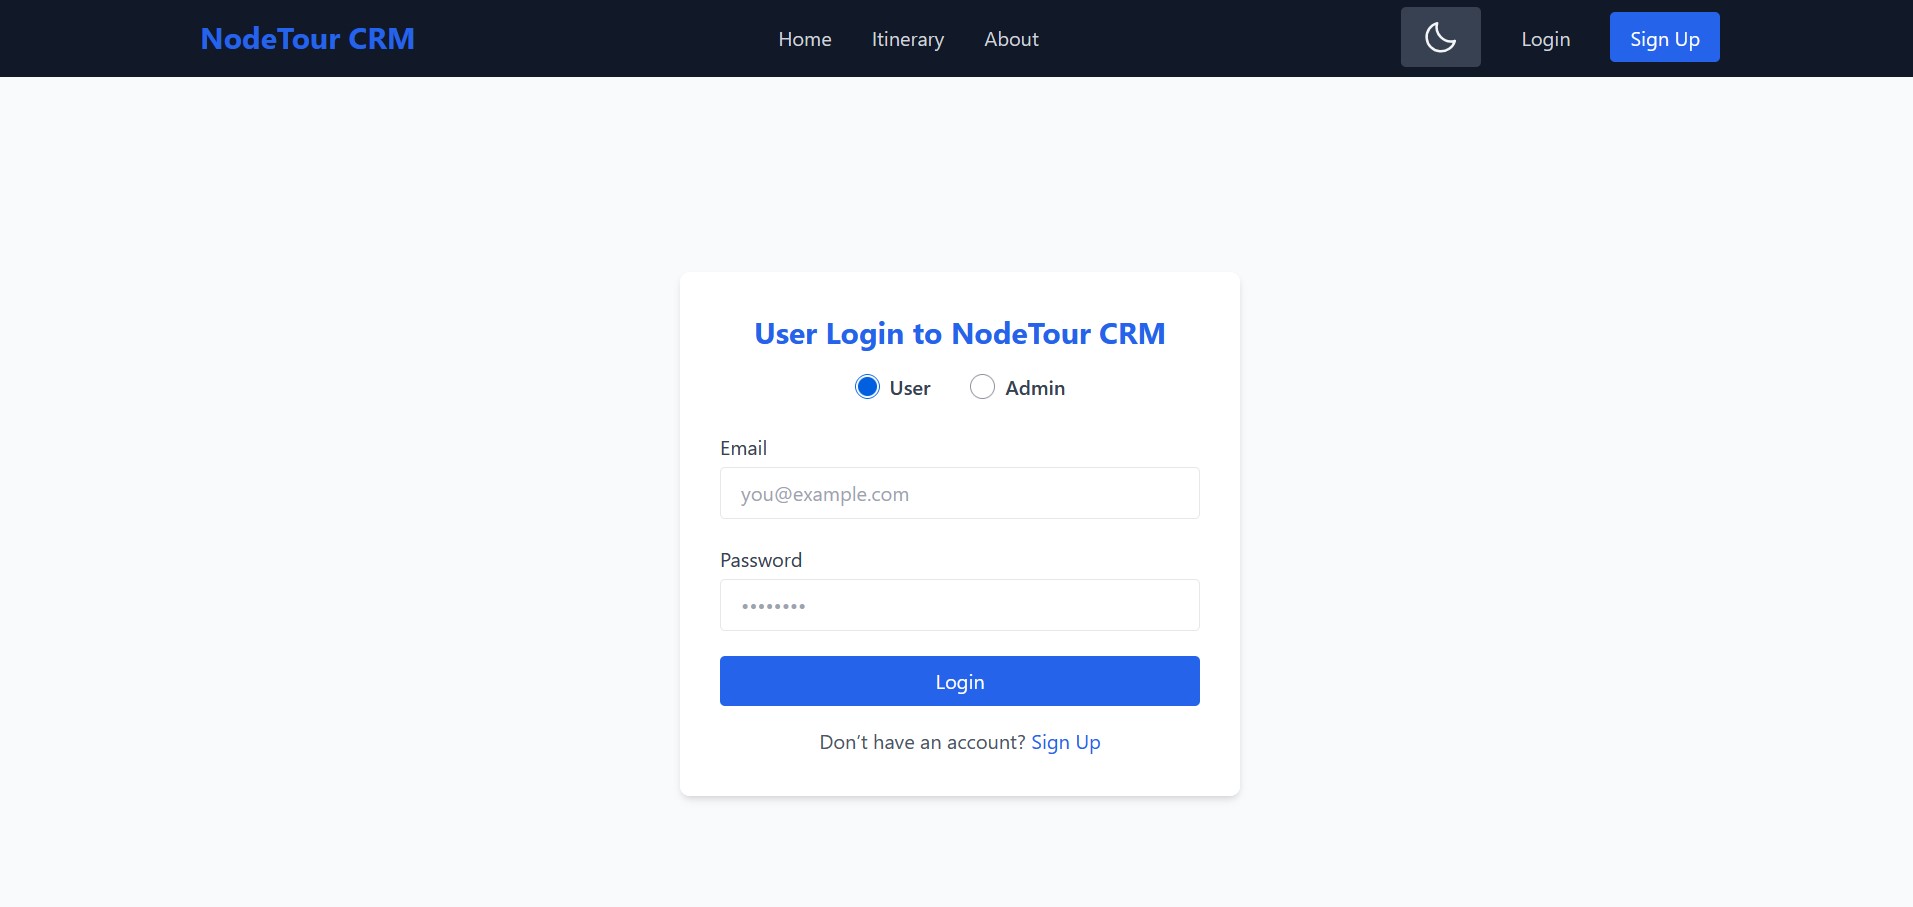 NodeTour CRM
Home Itinerary About
Login
Sign Up
User Login to NodeTour CRM
User Admin
Email
you@example.com
Password
••••••••
Login
Don’t have an account? Sign Up